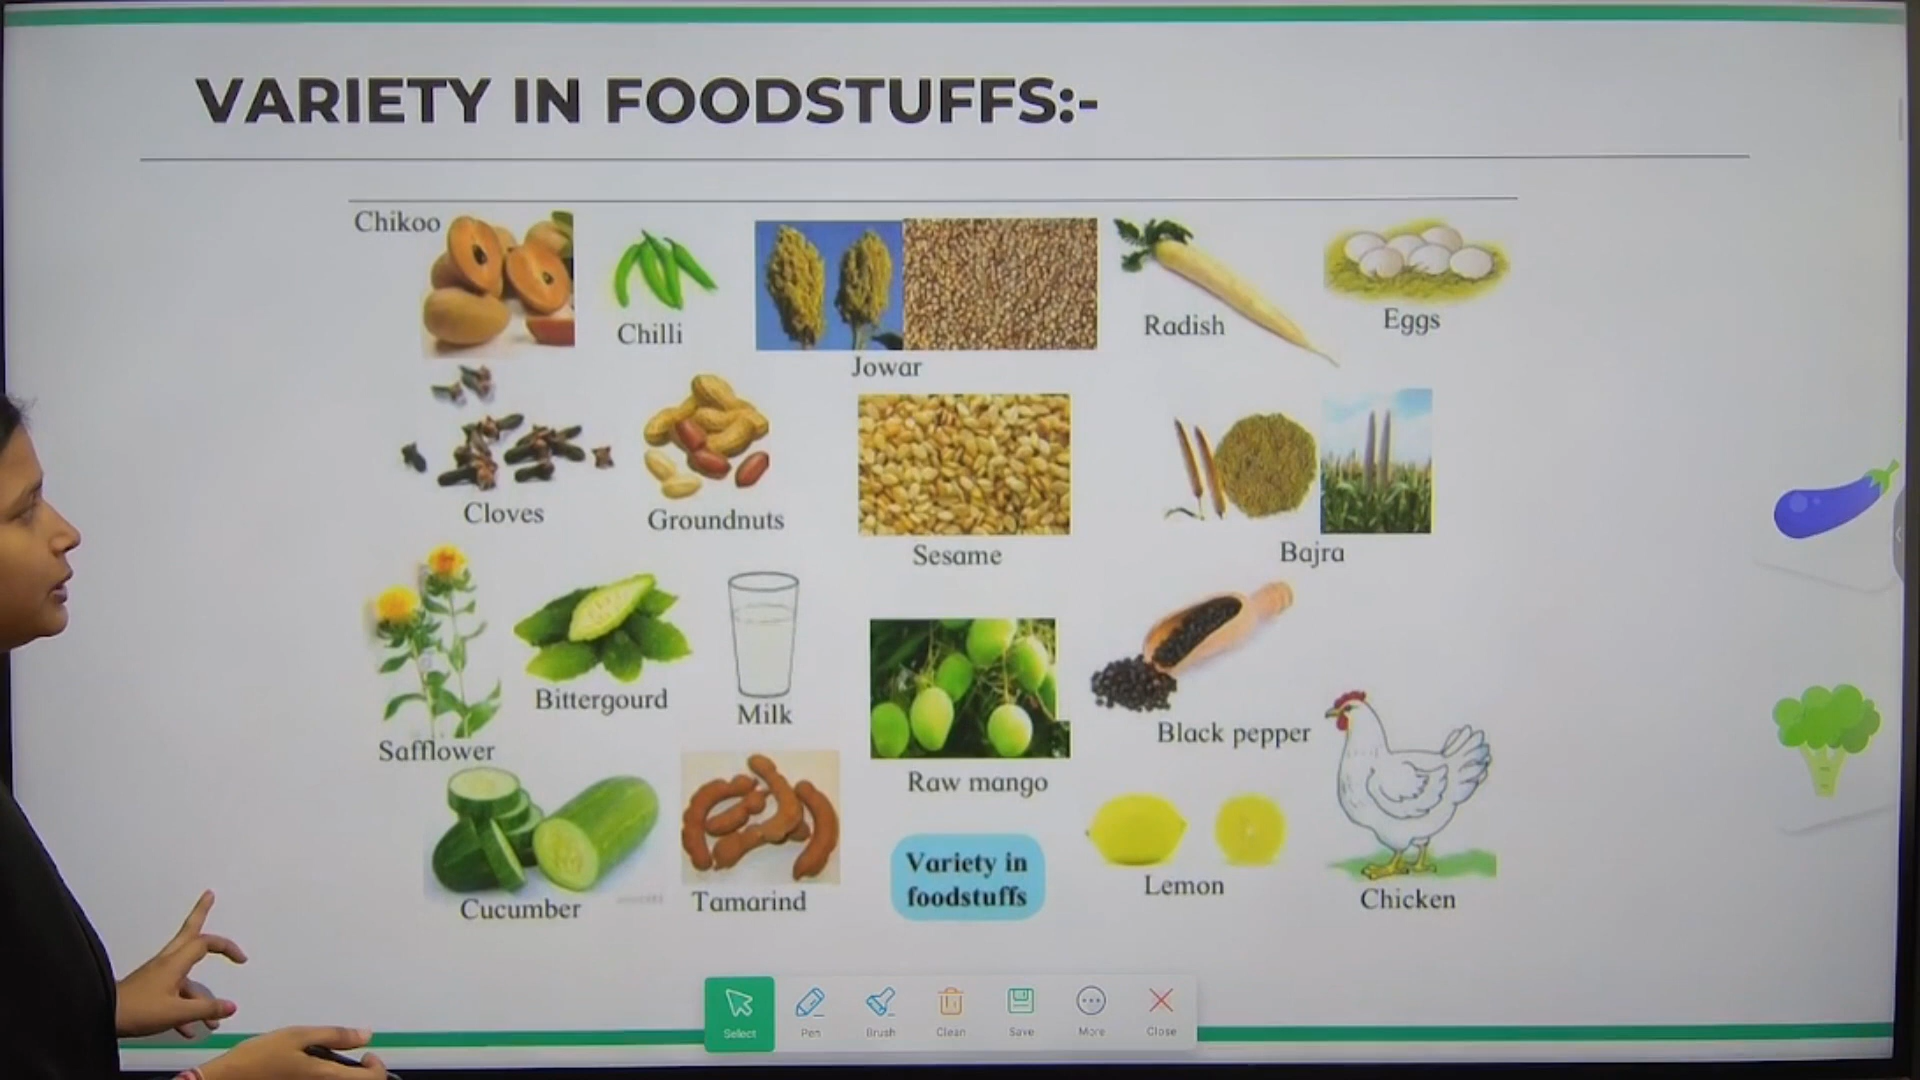 VARIETY IN FOODSTUFFS:-
Chikoo
Chilli
Jowar
Radish
Eggs
Cloves
Groundnuts
Sesame
Bajra
Safflower
Bittergourd
Milk
Raw mango
Black pepper
Cucumber
Tamarind
Variety in
foodstuffs
Lemon
Chicken
Select
Pen
Brush
Clean
Save
More
Close